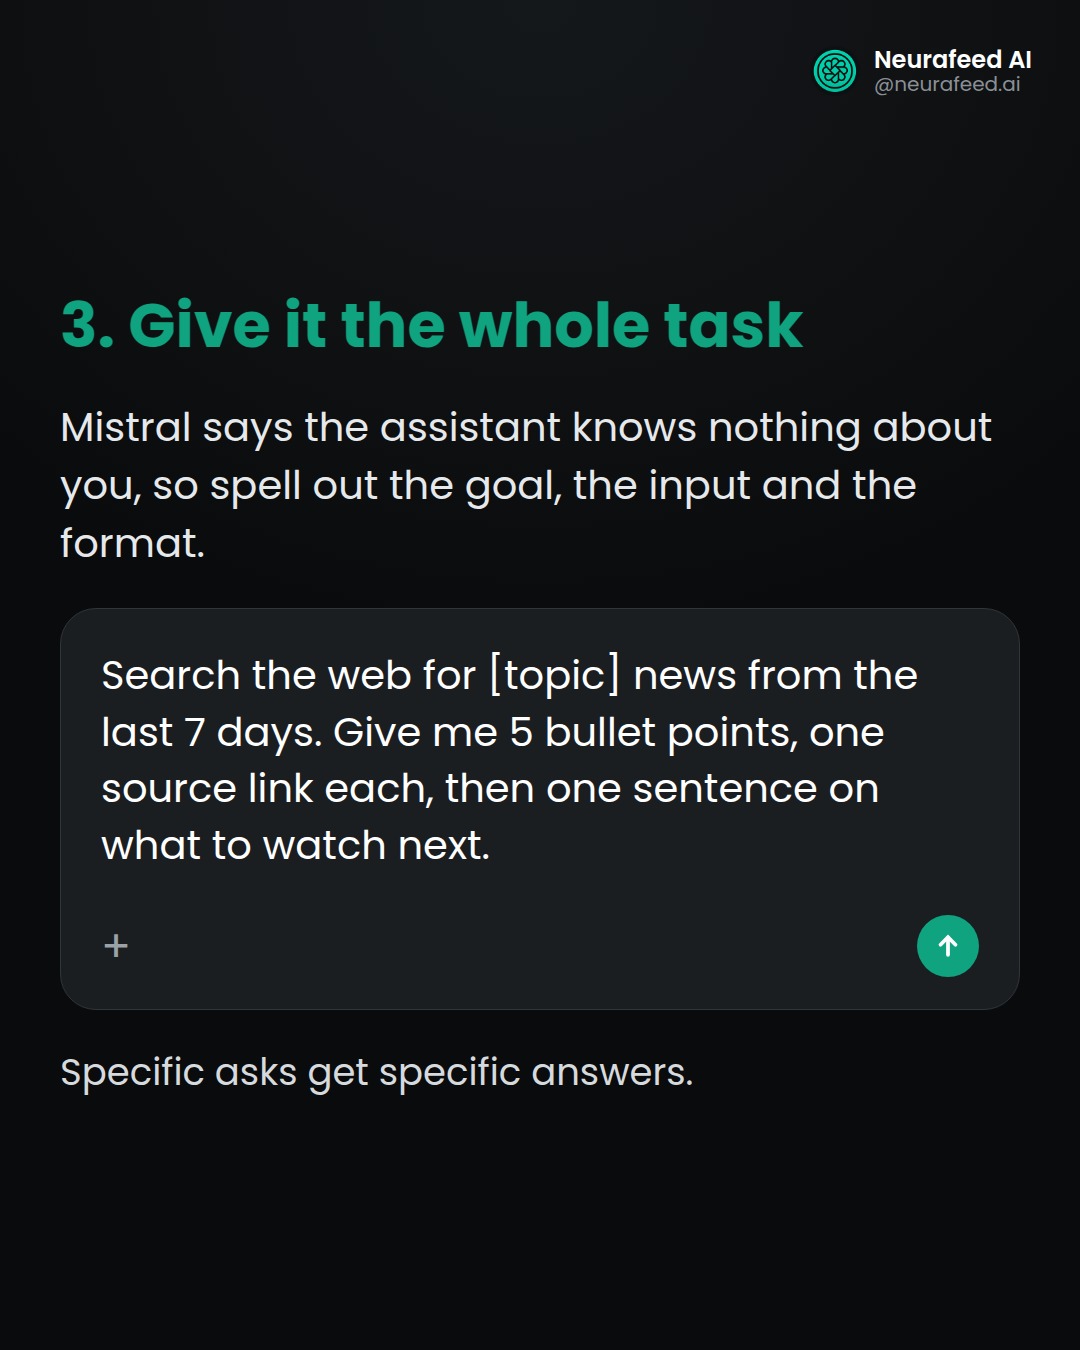 Neurafeed AI
@neurafeed.ai
3. Give it the whole task
Mistral says the assistant knows nothing about
you, so spell out the goal, the input and the
format.
Search the web for [topic] news from the
last 7 days. Give me 5 bullet points, one
source link each, then one sentence on
what to watch next.
+
Specific asks get specific answers.